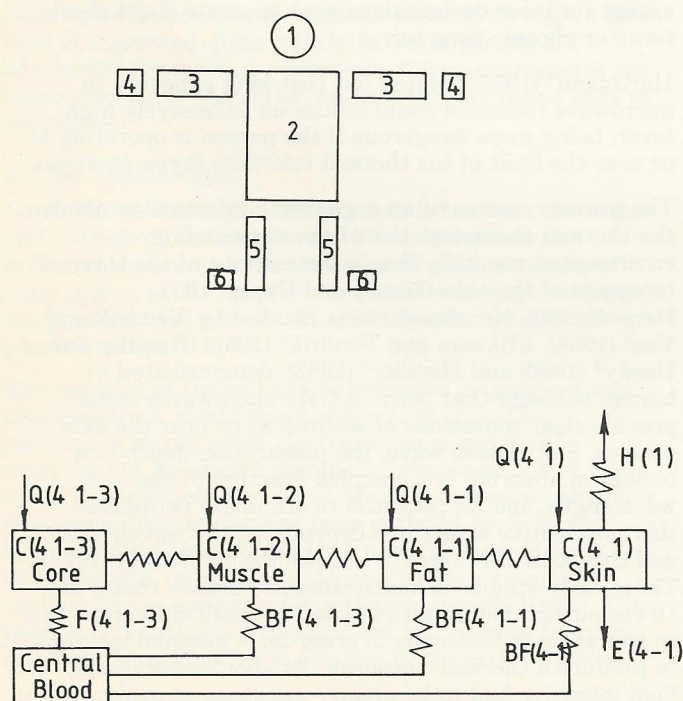 1
4 3 3 4
2
5 5
6 6
H(1)
Q(4 1-3) Q(4 1-2) Q(4 1-1) Q(4 1)
C(4 1-3) C(4 1-2) C(4 1-1) C(4 1)
Core Muscle Fat Skin
F(4 1-3) BF(4 1-3) BF(4 1-1) BF(4-1) E(4-1)
Central
Blood